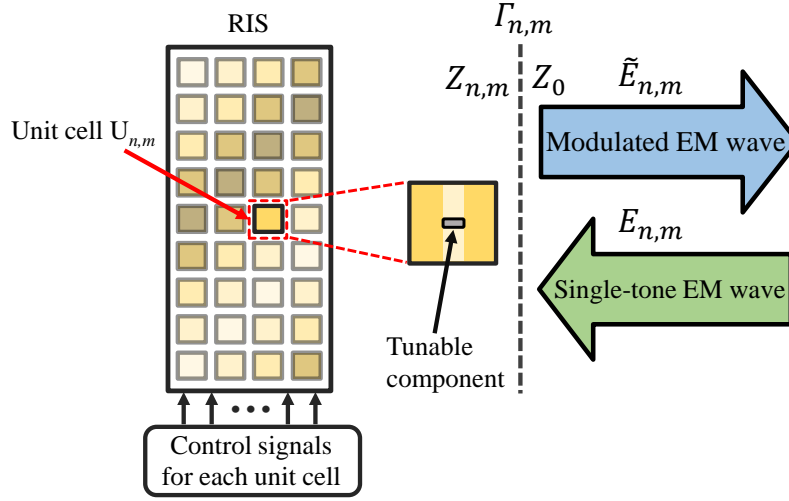 RIS
Γₙ,ₘ
Zₙ,ₘ
Z₀
Ẽₙ,ₘ
Unit cell Uₙ,ₘ
Modulated EM wave
Eₙ,ₘ
Single-tone EM wave
Tunable
component
Control signals
for each unit cell